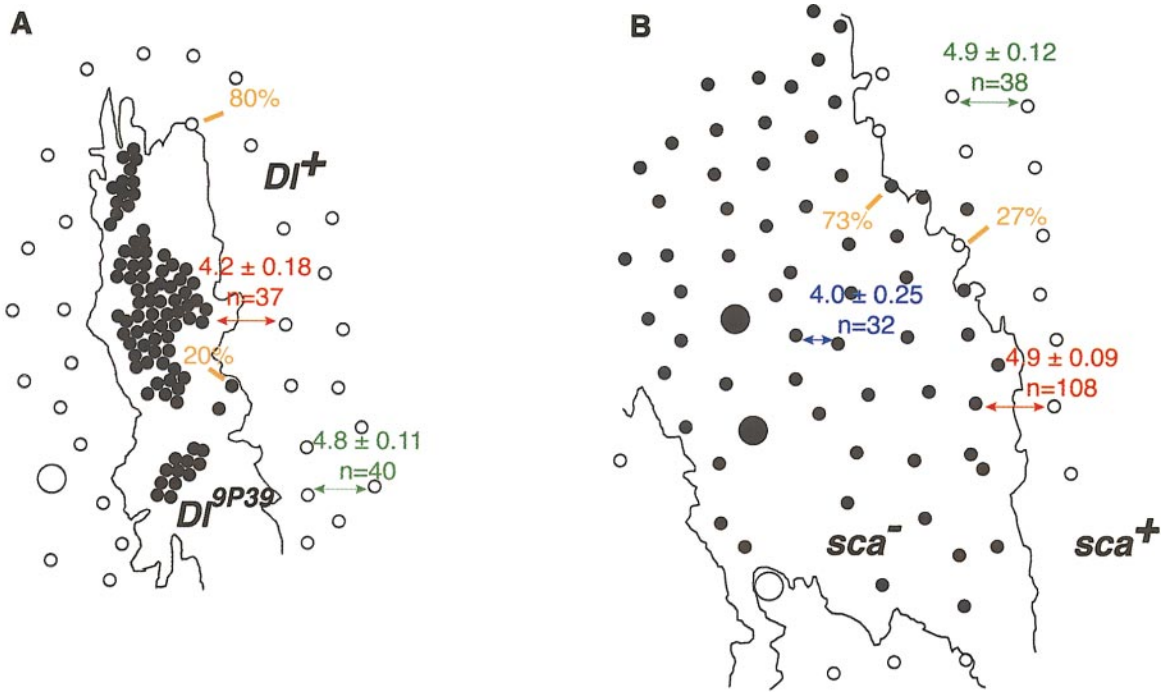 A
80%
Dl+
4.2 ± 0.18
n=37
20%
4.8 ± 0.11
n=40
Dl9P39
B
4.9 ± 0.12
n=38
73%
27%
4.0 ± 0.25
n=32
4.9 ± 0.09
n=108
sca-
sca+